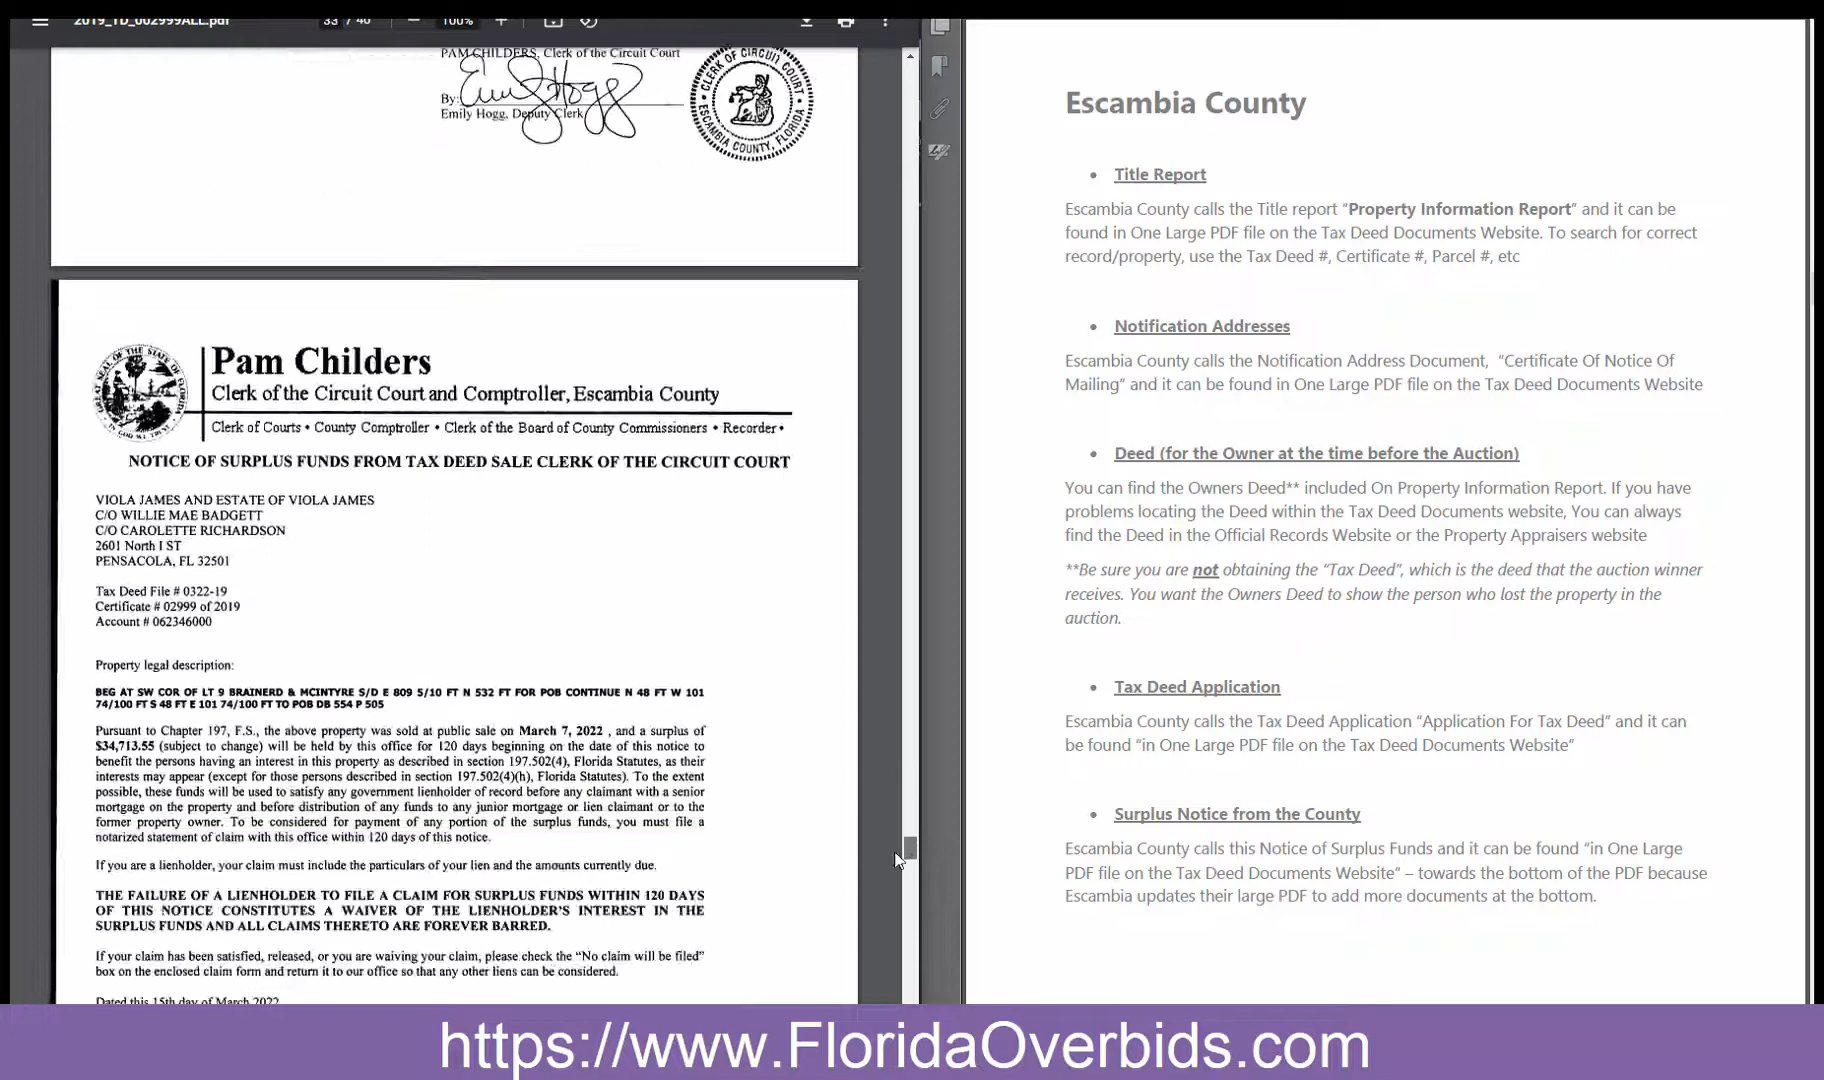 2019_TD_002999ALL.pdf
33 / 40
100%
PAM CHILDERS, Clerk of the Circuit Court
By:
Emily Hogg, Deputy Clerk
CLERK OF CIRCUIT COURT
ESCAMBIA COUNTY, FLORIDA
GREAT SEAL OF THE STATE OF FLORIDA
IN GOD WE TRUST
Pam Childers
Clerk of the Circuit Court and Comptroller, Escambia County
Clerk of Courts • County Comptroller • Clerk of the Board of County Commissioners • Recorder •
NOTICE OF SURPLUS FUNDS FROM TAX DEED SALE CLERK OF THE CIRCUIT COURT
VIOLA JAMES AND ESTATE OF VIOLA JAMES
C/O WILLIE MAE BADGETT
C/O CAROLETTE RICHARDSON
2601 North I ST
PENSACOLA, FL 32501
Tax Deed File # 0322-19
Certificate # 02999 of 2019
Account # 062346000
Property legal description:
BEG AT SW COR OF LT 9 BRAINERD & MCINTYRE S/D E 809 5/10 FT N 532 FT FOR POB CONTINUE N 48 FT W 101
74/100 FT S 48 FT E 101 74/100 FT TO POB DB 554 P 505
Pursuant to Chapter 197, F.S., the above property was sold at public sale on March 7, 2022 , and a surplus of
$34,713.55 (subject to change) will be held by this office for 120 days beginning on the date of this notice to
benefit the persons having an interest in this property as described in section 197.502(4), Florida Statutes, as their
interests may appear (except for those persons described in section 197.502(4)(h), Florida Statutes). To the extent
possible, these funds will be used to satisfy any government lienholder of record before any claimant with a senior
mortgage on the property and before distribution of any funds to any junior mortgage or lien claimant or to the
former property owner. To be considered for payment of any portion of the surplus funds, you must file a
notarized statement of claim with this office within 120 days of this notice.
If you are a lienholder, your claim must include the particulars of your lien and the amounts currently due.
THE FAILURE OF A LIENHOLDER TO FILE A CLAIM FOR SURPLUS FUNDS WITHIN 120 DAYS
OF THIS NOTICE CONSTITUTES A WAIVER OF THE LIENHOLDER'S INTEREST IN THE
SURPLUS FUNDS AND ALL CLAIMS THERETO ARE FOREVER BARRED.
If your claim has been satisfied, released, or you are waiving your claim, please check the "No claim will be filed"
box on the enclosed claim form and return it to our office so that any other liens can be considered.
Dated this 15th day of March 2022
Escambia County
• Title Report
Escambia County calls the Title report “Property Information Report” and it can be
found in One Large PDF file on the Tax Deed Documents Website. To search for correct
record/property, use the Tax Deed #, Certificate #, Parcel #, etc
• Notification Addresses
Escambia County calls the Notification Address Document, “Certificate Of Notice Of
Mailing” and it can be found in One Large PDF file on the Tax Deed Documents Website
• Deed (for the Owner at the time before the Auction)
You can find the Owners Deed** included On Property Information Report. If you have
problems locating the Deed within the Tax Deed Documents website, You can always
find the Deed in the Official Records Website or the Property Appraisers website
**Be sure you are not obtaining the “Tax Deed”, which is the deed that the auction winner
receives. You want the Owners Deed to show the person who lost the property in the
auction.
• Tax Deed Application
Escambia County calls the Tax Deed Application “Application For Tax Deed” and it can
be found “in One Large PDF file on the Tax Deed Documents Website”
• Surplus Notice from the County
Escambia County calls this Notice of Surplus Funds and it can be found “in One Large
PDF file on the Tax Deed Documents Website” – towards the bottom of the PDF because
Escambia updates their large PDF to add more documents at the bottom.
https://www.FloridaOverbids.com